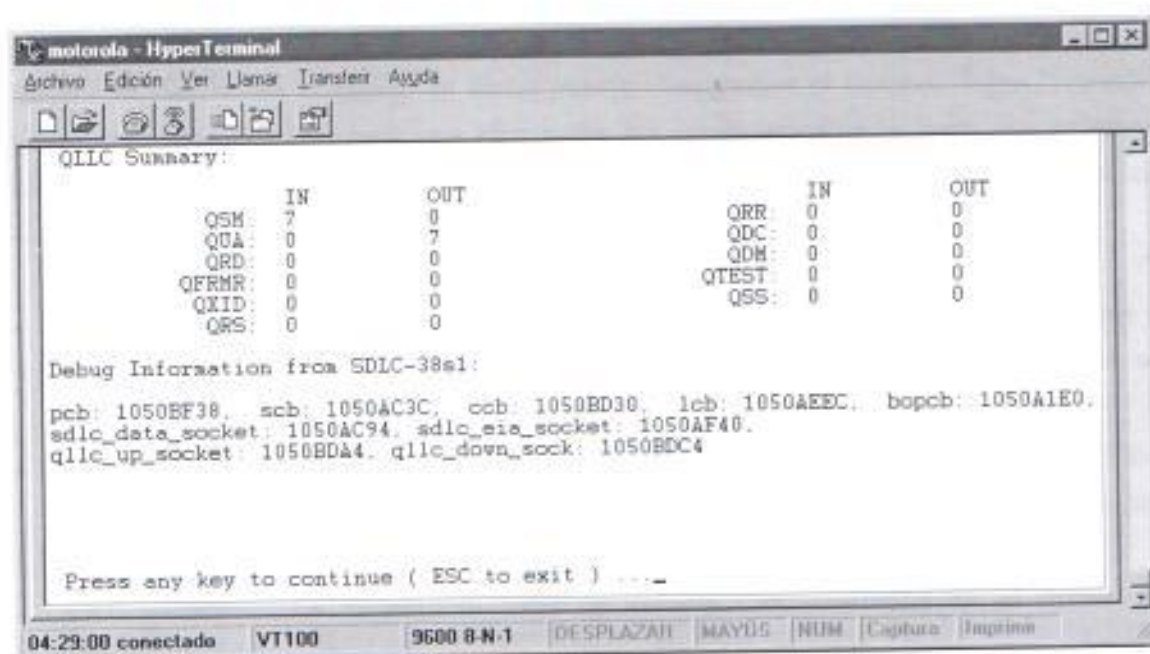 motorola - HyperTerminal
Archivo Edición Ver Llamar Transferir Ayuda
QLLC Summary:
IN OUT IN OUT
QSM: 7 0 QRR: 0 0
QUA: 0 7 QDC: 0 0
QRD: 0 0 QDM: 0 0
QFRMR: 0 0 QTEST: 0 0
QXID: 0 0 QSS: 0 0
QRS: 0 0
Debug Information from SDLC-38s1:
pcb: 1050BF38, scb: 1050AC3C, ccb: 1050BD30, lcb: 1050AEEC, bopcb: 1050A1E0,
sdlc_data_socket: 1050AC94, sdlc_eia_socket: 1050AF40,
qllc_up_socket: 1050BDA4, qllc_down_sock: 1050BDC4
Press any key to continue ( ESC to exit ) ..._
04:29:00 conectado VT100 9600 8-N-1 DESPLAZAR MAYÚS NUM Captura Imprimir